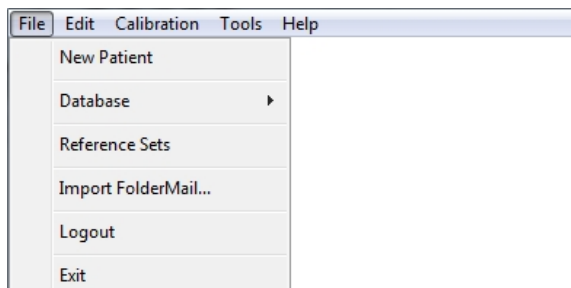 File Edit Calibration Tools Help
New Patient
Database
Reference Sets
Import FolderMail...
Logout
Exit